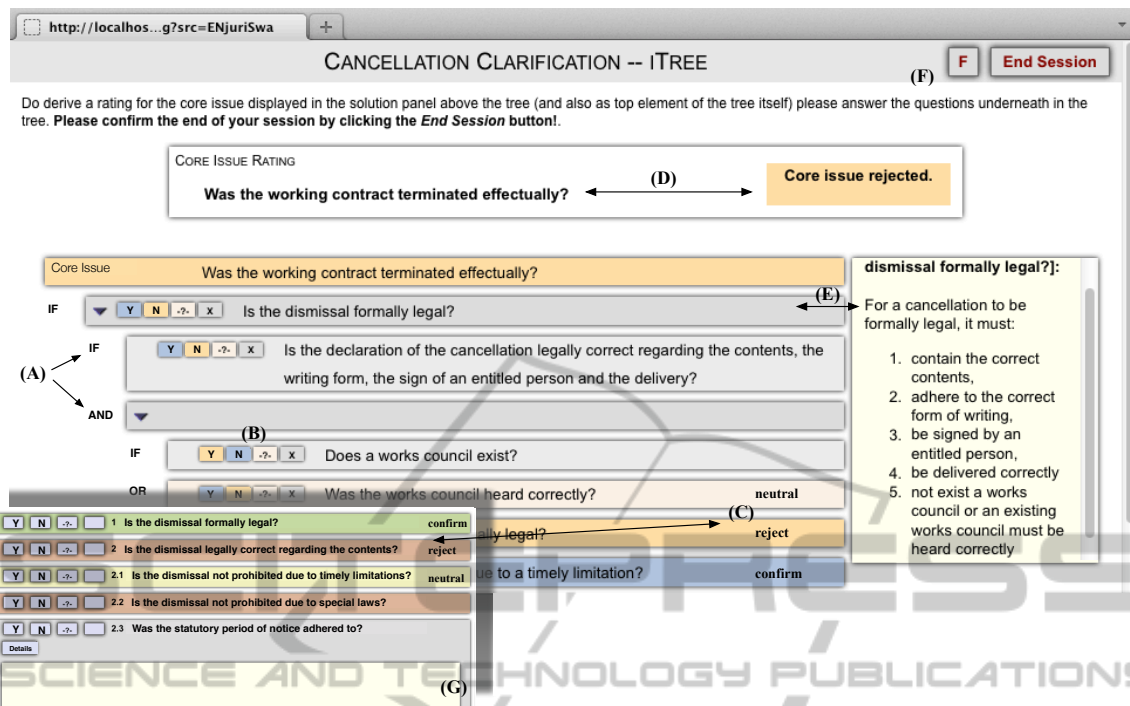 http://localhos...g?src=ENjuriSwa
CANCELLATION CLARIFICATION -- ITREE
(F)
F
End Session
Do derive a rating for the core issue displayed in the solution panel above the tree (and also as top element of the tree itself) please answer the questions underneath in the
tree. Please confirm the end of your session by clicking the End Session button!.
CORE ISSUE RATING
Was the working contract terminated effectually?
(D)
Core issue rejected.
Core Issue Was the working contract terminated effectually?
IF Y N -?- X Is the dismissal formally legal?
(E)
(A)
IF Y N -?- X Is the declaration of the cancellation legally correct regarding the contents, the
writing form, the sign of an entitled person and the delivery?
AND
(B)
IF Y N -?- X Does a works council exist?
OR Y N -?- X Was the works council heard correctly? neutral
(C)
ally legal? reject
ue to a timely limitation? confirm
dismissal formally legal?]:
For a cancellation to be
formally legal, it must:
1. contain the correct
contents,
2. adhere to the correct
form of writing,
3. be signed by an
entitled person,
4. be delivered correctly
5. not exist a works
council or an existing
works council must be
heard correctly
Y N -?- 1 Is the dismissal formally legal? confirm
Y N -?- 2 Is the dismissal legally correct regarding the contents? reject
Y N -?- 2.1 Is the dismissal not prohibited due to timely limitations? neutral
Y N -?- 2.2 Is the dismissal not prohibited due to special laws?
Y N -?- 2.3 Was the statutory period of notice adhered to?
Details
(G)
SCITEPRESS
SCIENCE AND TECHNOLOGY PUBLICATIONS